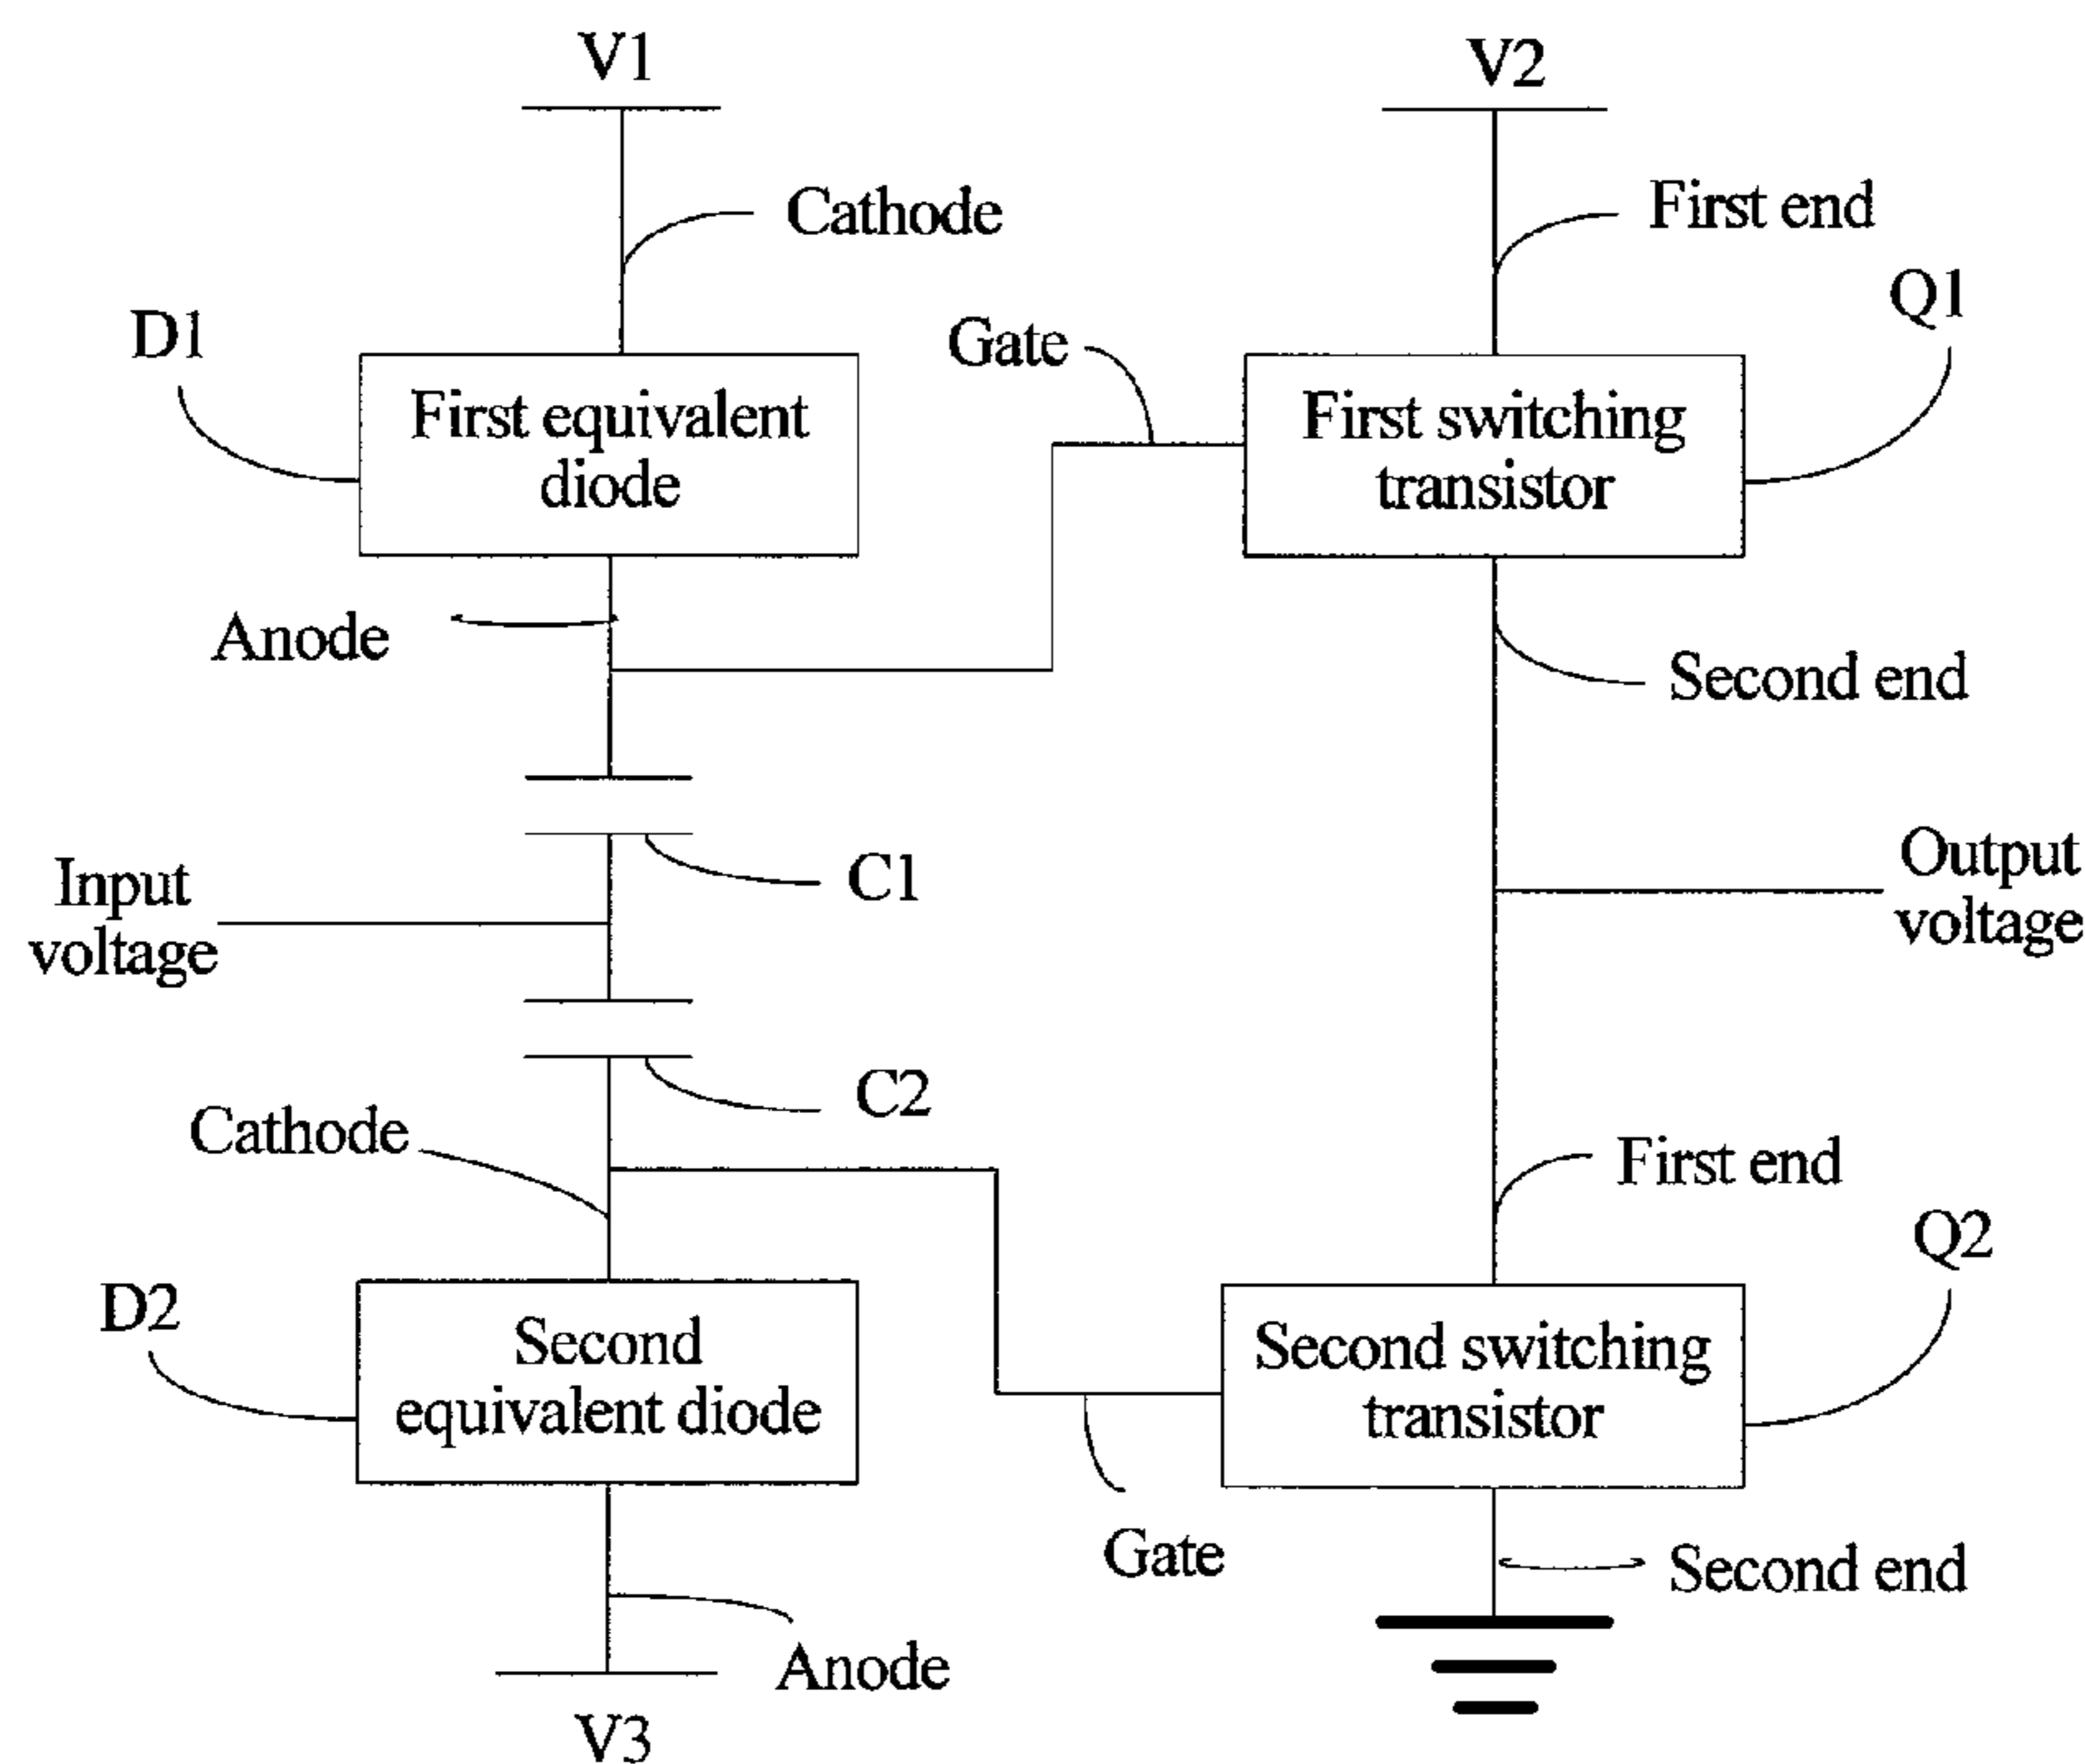 V1
V2
Cathode
First end
D1
Q1
Gate
First equivalent
diode
First switching
transistor
Anode
Second end
C1
Input
voltage
Output
voltage
C2
Cathode
First end
D2
Q2
Second
equivalent diode
Second switching
transistor
Gate
Second end
Anode
V3